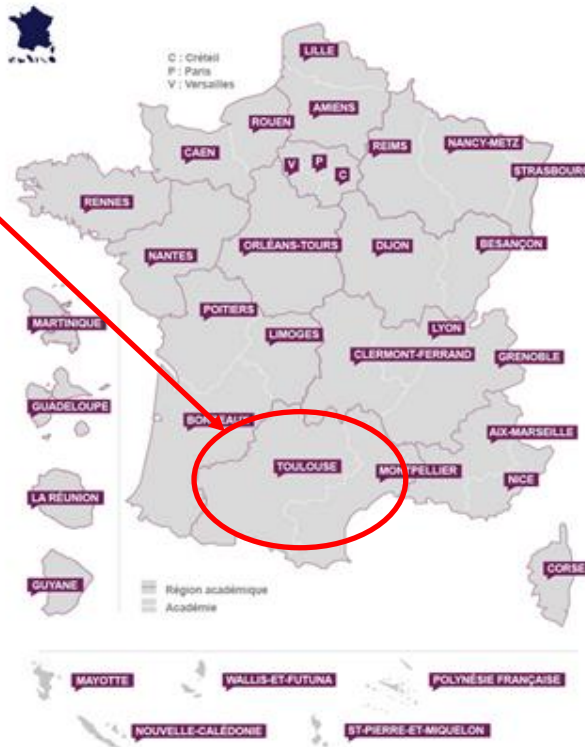 C : Créteil
P : Paris
V : Versailles
LILLE
AMIENS
ROUEN
CAEN
REIMS
NANCY-METZ
STRASBOURG
V
P
C
RENNES
NANTES
ORLÉANS-TOURS
DIJON
BESANÇON
POITIERS
LIMOGES
LYON
CLERMONT-FERRAND
GRENOBLE
MARTINIQUE
GUADELOUPE
BORDEAUX
TOULOUSE
MONTPELLIER
AIX-MARSEILLE
NICE
LA RÉUNION
GUYANE
CORSE
Région académique
Académie
MAYOTTE
WALLIS-ET-FUTUNA
POLYNÉSIE FRANÇAISE
NOUVELLE-CALÉDONIE
ST-PIERRE-ET-MIQUELON